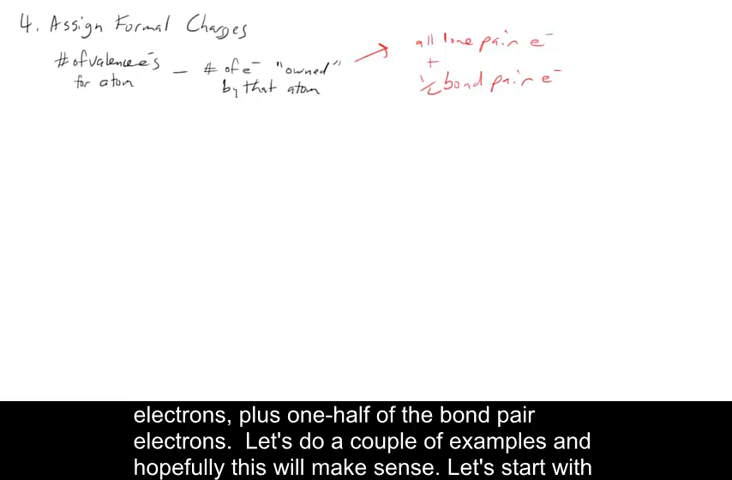 4. Assign Formal Charges
# of valence e⁻s − # of e⁻ "owned"
for atom by that atom
all lone pair e⁻
+
1/2 bond pair e⁻
electrons, plus one-half of the bond pair
electrons. Let's do a couple of examples and
hopefully this will make sense. Let's start with